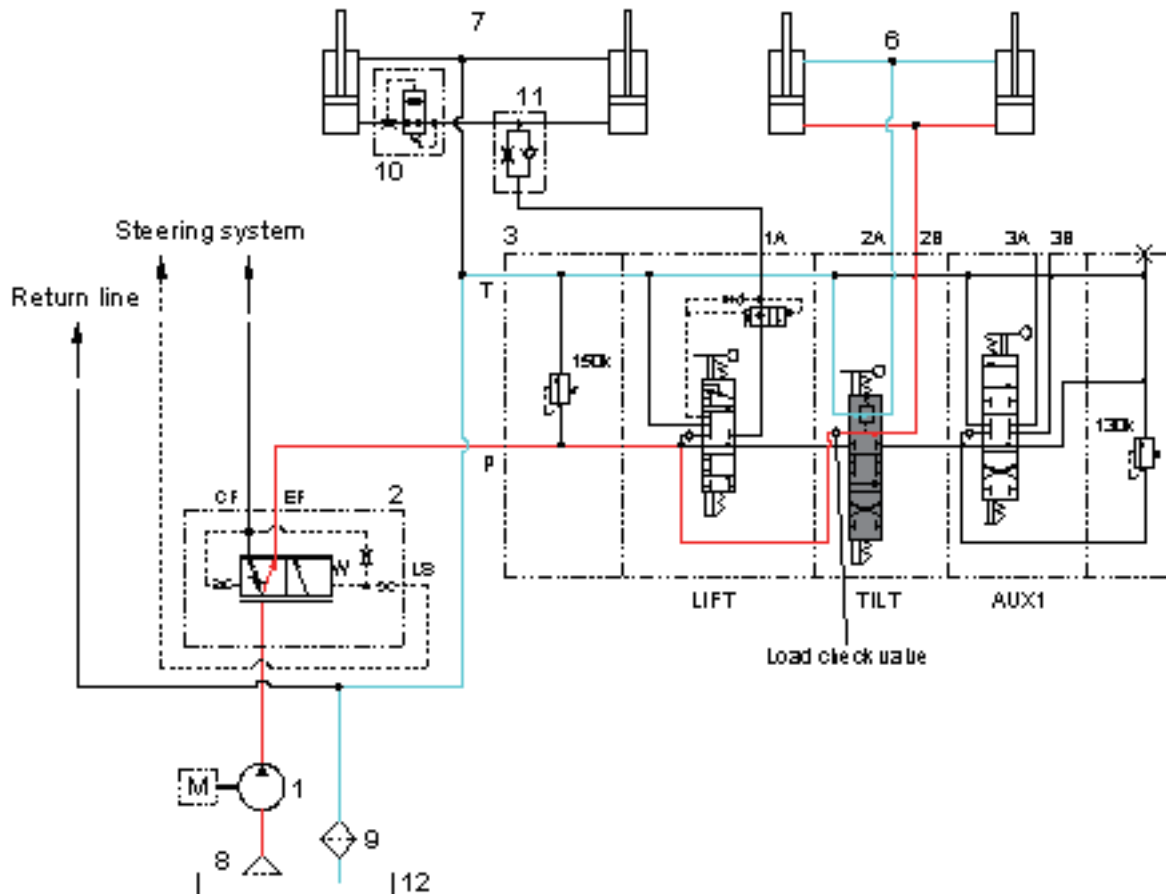 7
6
11
10
Steering system
3
1A
2A
2B
3A
3B
Return line
T
150k
130k
P
CF
EF
2
LS
LIFT
TILT
AUX1
Load check value
M
1
8
9
12